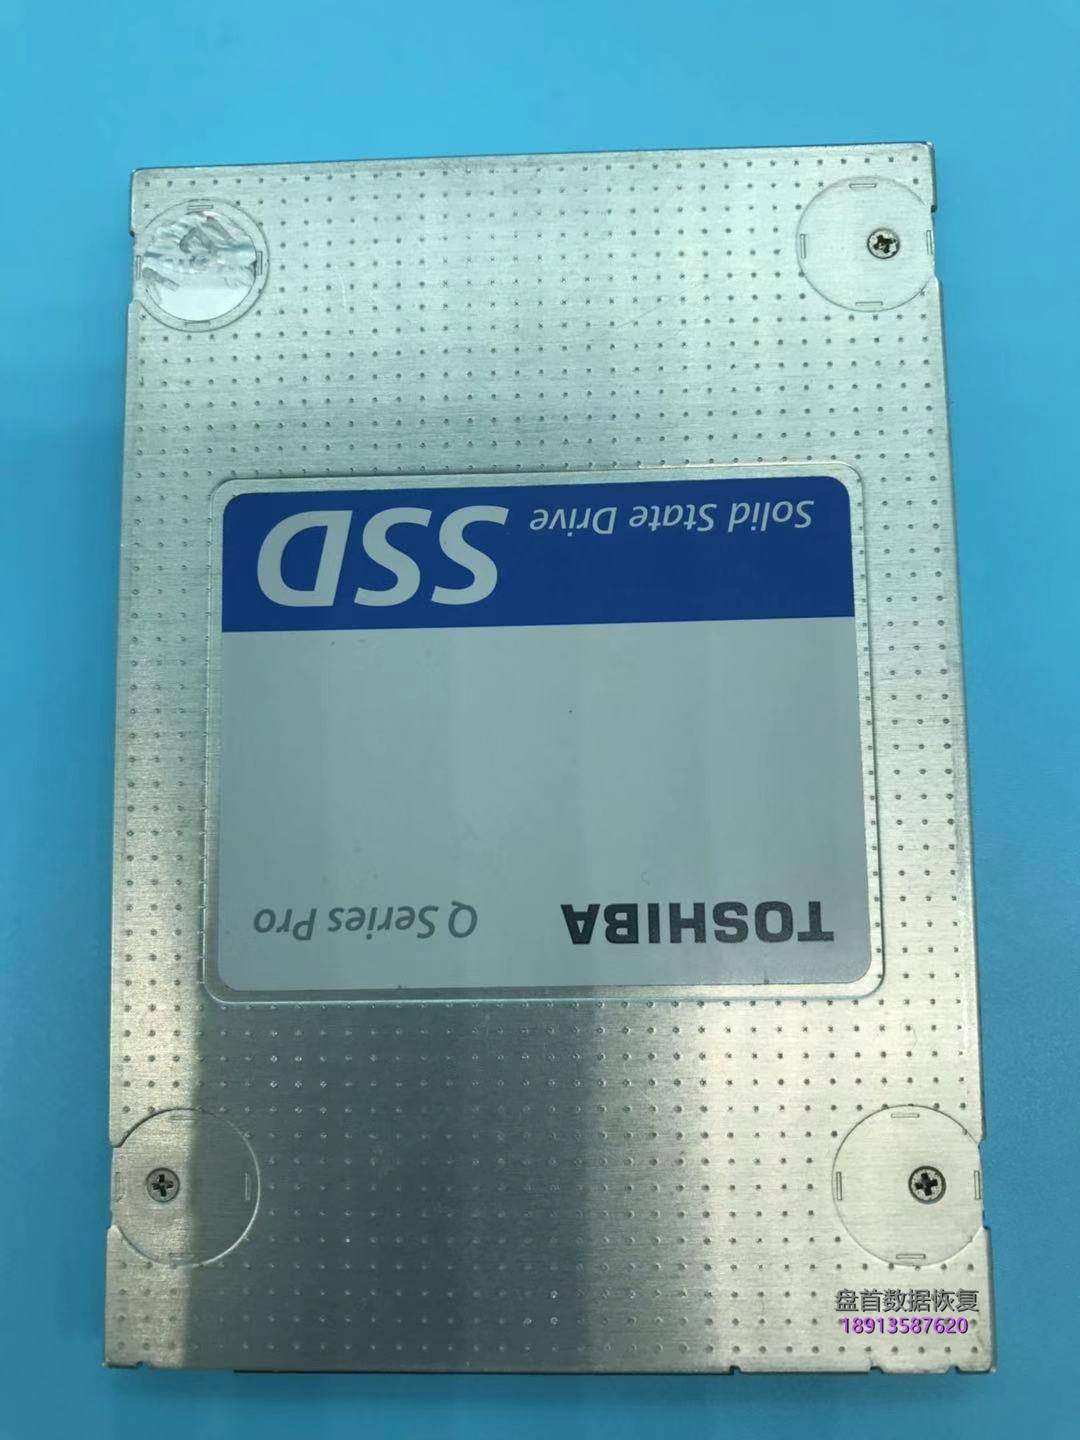 TOSHIBA
Q Series Pro
Solid State Drive
SSD
盘首数据恢复
18913587620